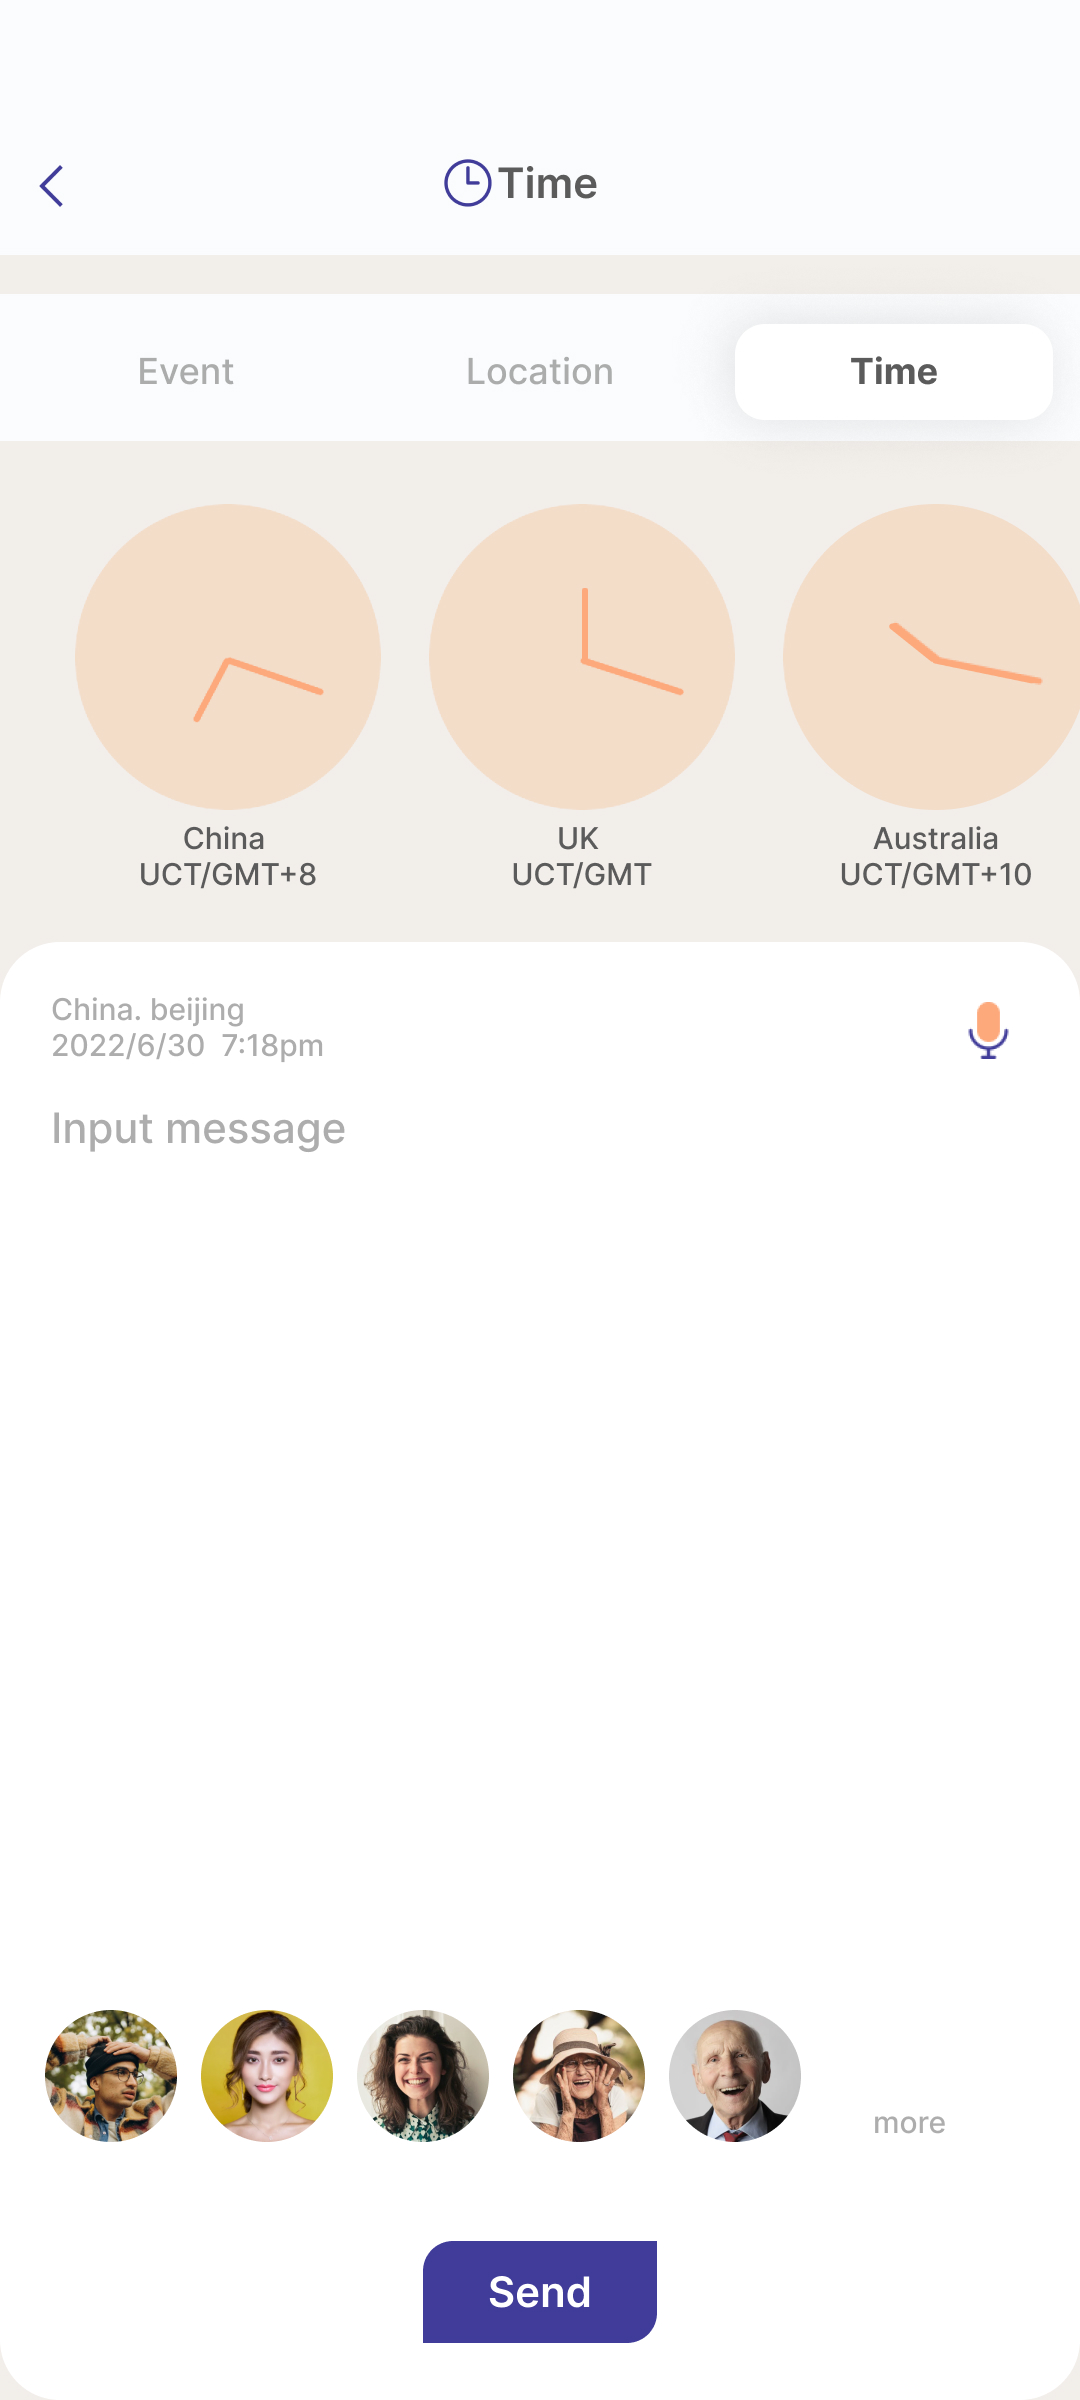 Time
Event
Location
Time
China
UCT/GMT+8
UK
UCT/GMT
Australia
UCT/GMT+10
China. beijing
2022/6/30  7:18pm
Input message
more
Send